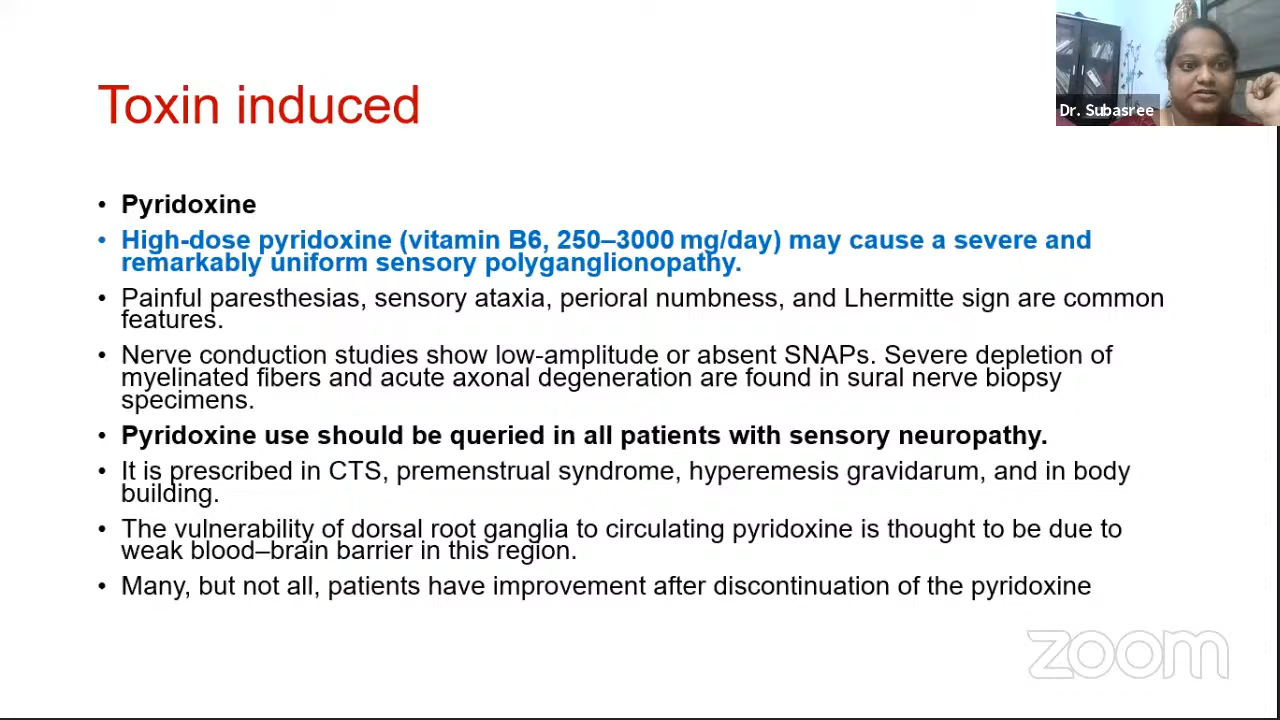 Toxin induced
Dr. Subasree
• Pyridoxine
• High-dose pyridoxine (vitamin B6, 250–3000 mg/day) may cause a severe and
remarkably uniform sensory polyganglionopathy.
• Painful paresthesias, sensory ataxia, perioral numbness, and Lhermitte sign are common
features.
• Nerve conduction studies show low-amplitude or absent SNAPs. Severe depletion of
myelinated fibers and acute axonal degeneration are found in sural nerve biopsy
specimens.
• Pyridoxine use should be queried in all patients with sensory neuropathy.
• It is prescribed in CTS, premenstrual syndrome, hyperemesis gravidarum, and in body
building.
• The vulnerability of dorsal root ganglia to circulating pyridoxine is thought to be due to
weak blood–brain barrier in this region.
• Many, but not all, patients have improvement after discontinuation of the pyridoxine
zoom